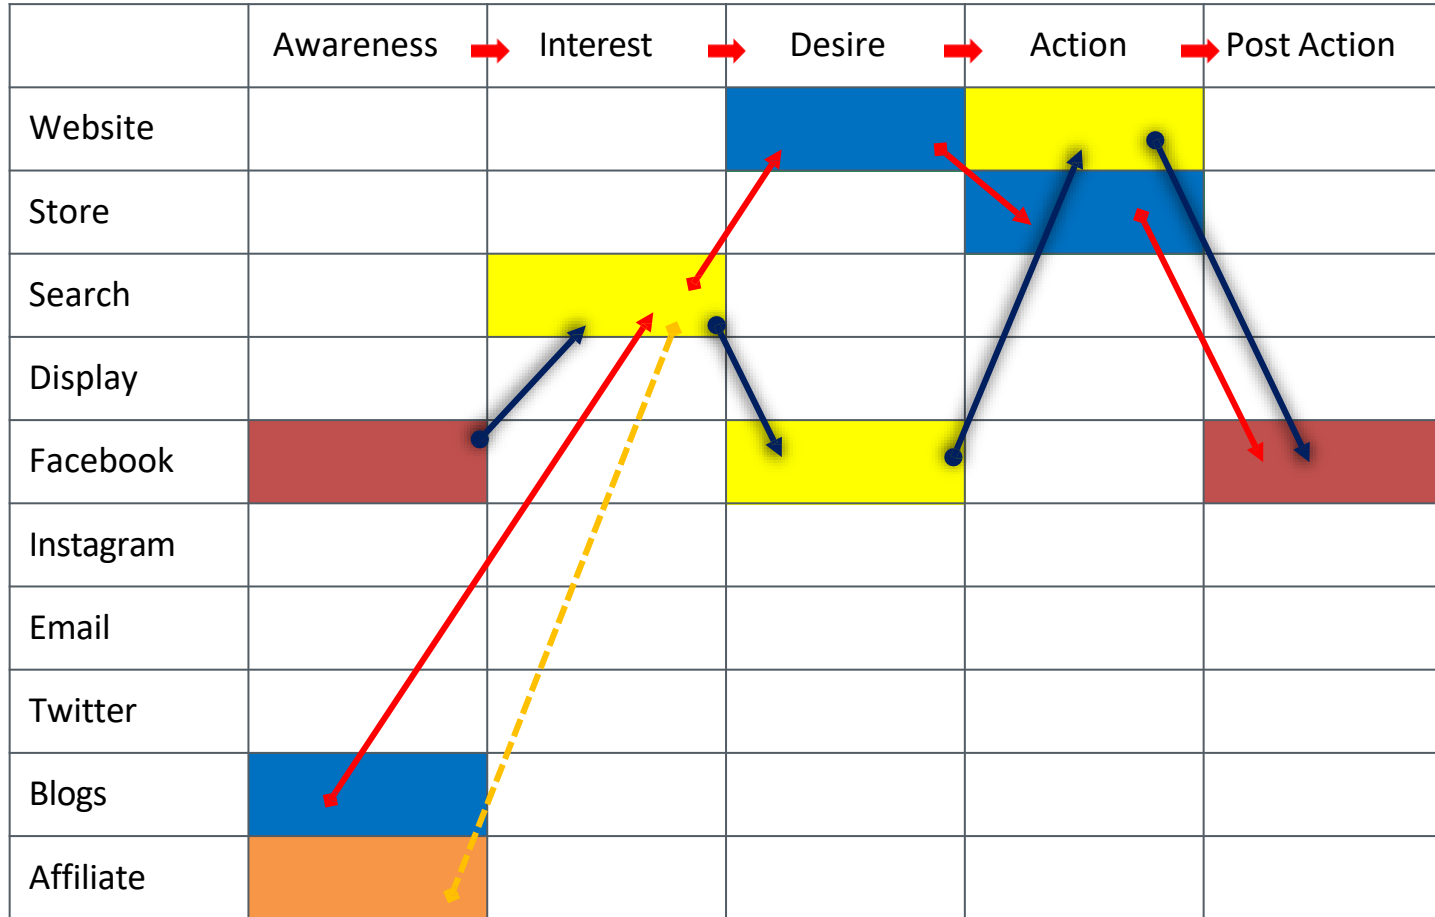 Awareness Interest Desire Action Post Action
Website
Store
Search
Display
Facebook
Instagram
Email
Twitter
Blogs
Affiliate